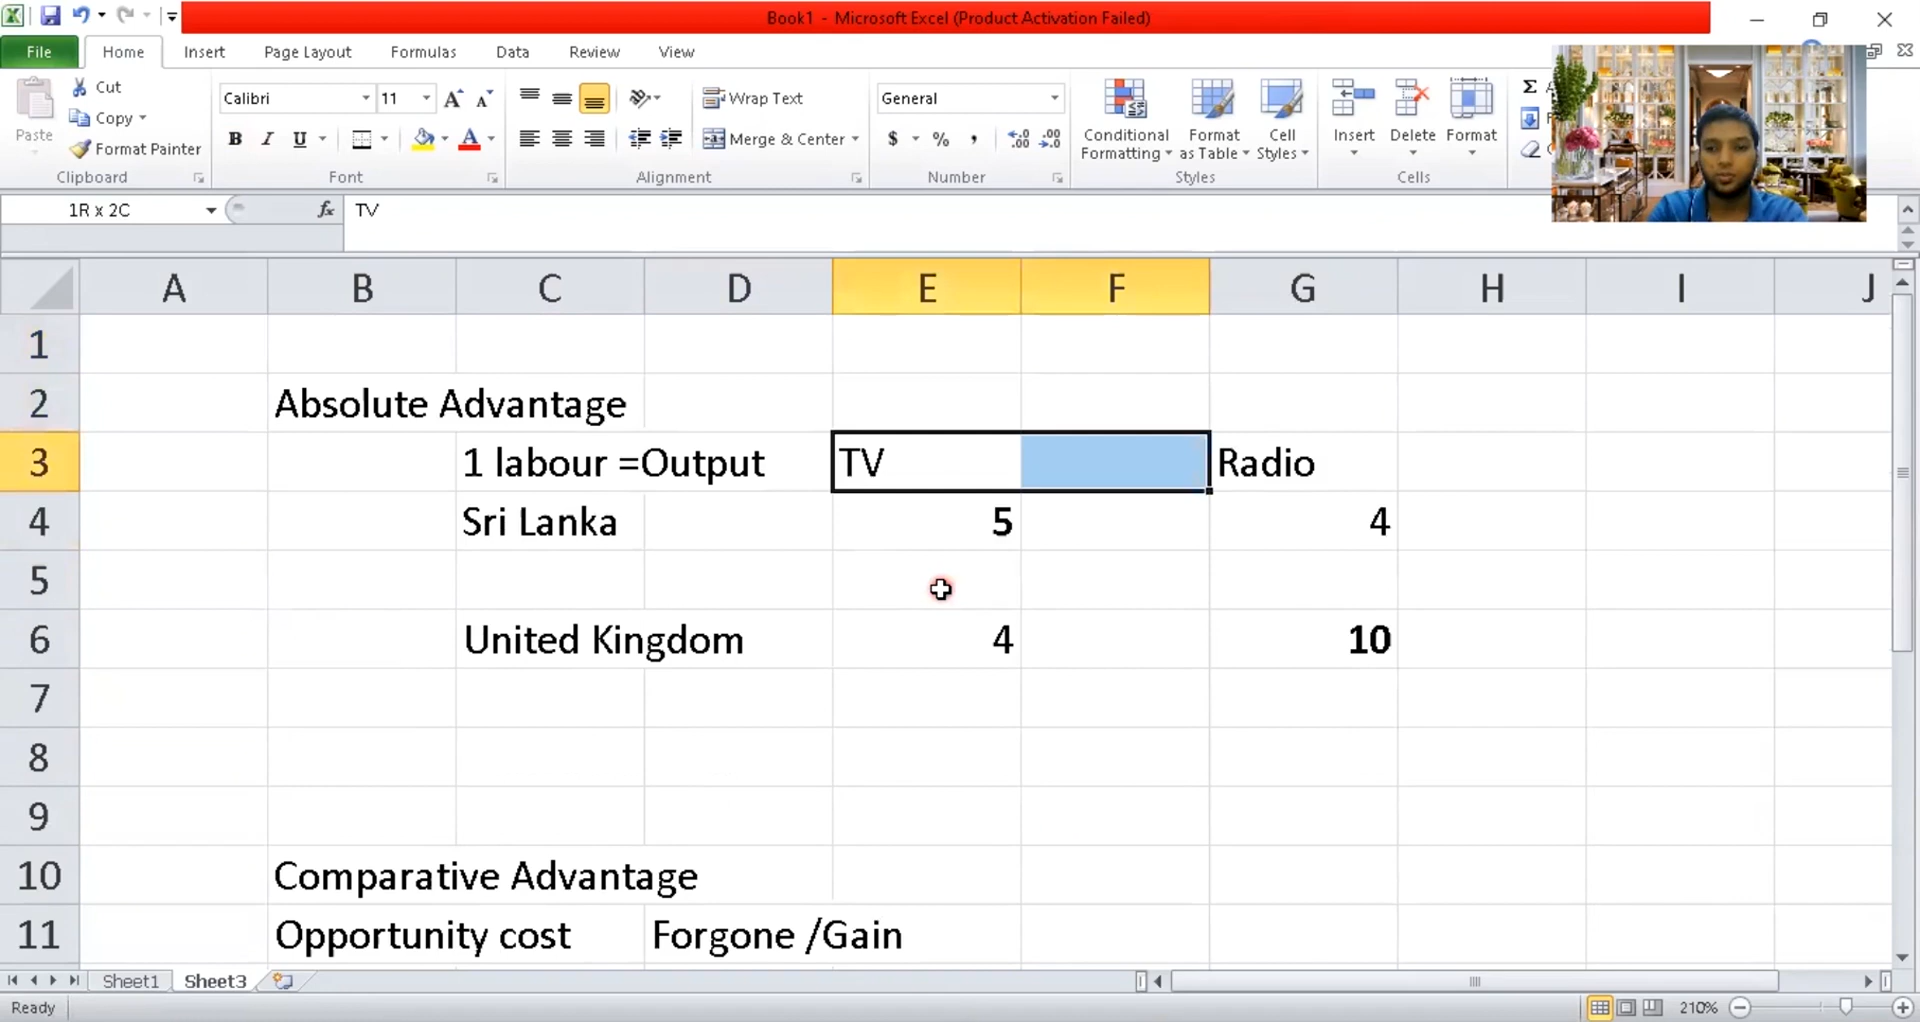 Book1 - Microsoft Excel (Product Activation Failed)
File Home Insert Page Layout Formulas Data Review View
Paste Cut Copy Format Painter
Clipboard
Calibri 11
B I U A
Font
Wrap Text
Merge & Center
Alignment
General
$ % ,
Number
Conditional Formatting Format as Table Cell Styles
Styles
Insert Delete Format
Cells
Σ
1R x 2C fx TV
A B C D E F G H I J
1
2 Absolute Advantage
3 1 labour =Output TV Radio
4 Sri Lanka 5 4
5
6 United Kingdom 4 10
7
8
9
10 Comparative Advantage
11 Opportunity cost Forgone /Gain
Sheet1 Sheet3
Ready 210%